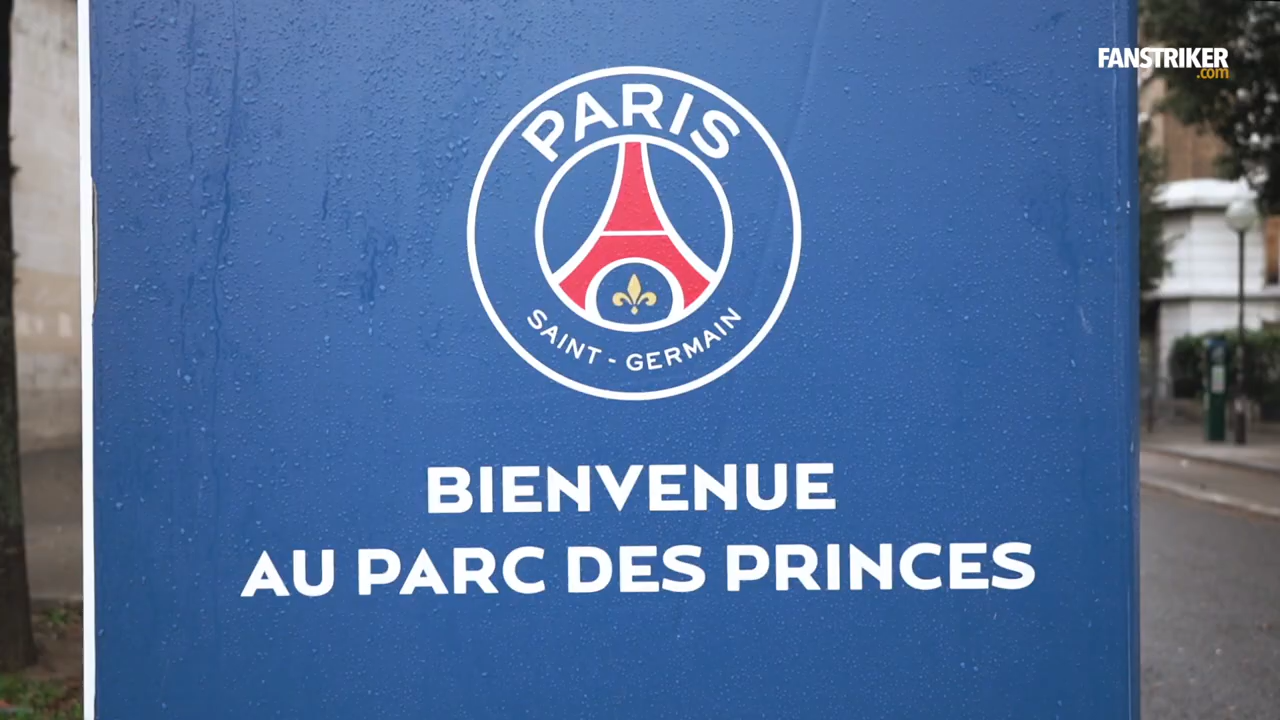 FANSTRIKER
.com
PARIS
SAINT - GERMAIN
BIENVENUE
AU PARC DES PRINCES